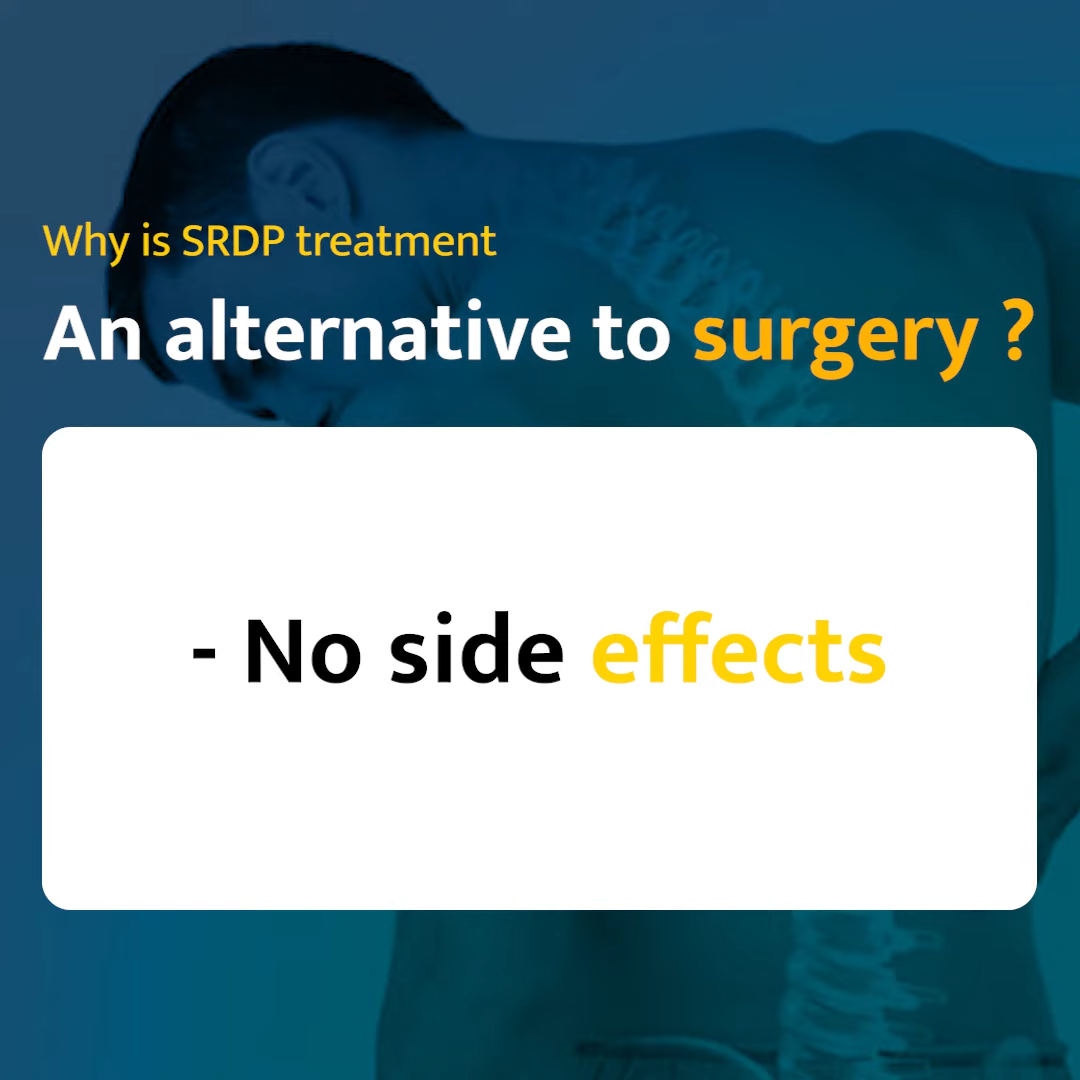 Why is SRDP treatment
An alternative to surgery ?
- No side effects